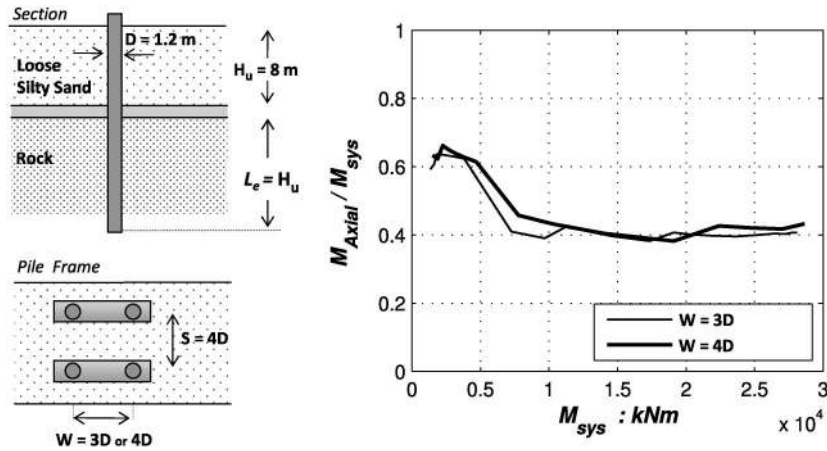 Section
D = 1.2 m
Loose
Silty Sand
H_u = 8 m
Rock
L_e = H_u
Pile Frame
S = 4D
W = 3D or 4D
M_Axial / M_sys
1
0.8
0.6
0.4
0.2
0
W = 3D
W = 4D
0 0.5 1 1.5 2 2.5 3
M_sys : kNm
x 10^4